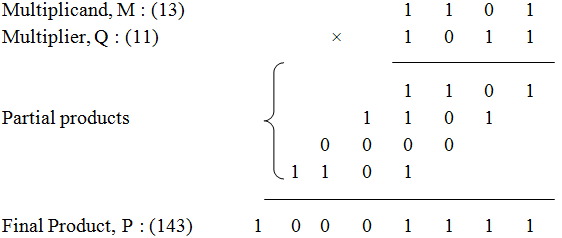 Multiplicand, M : (13) 1 1 0 1
Multiplier, Q : (11) × 1 0 1 1
1 1 0 1
Partial products 1 1 0 1
0 0 0 0
1 1 0 1
Final Product, P : (143) 1 0 0 0 1 1 1 1